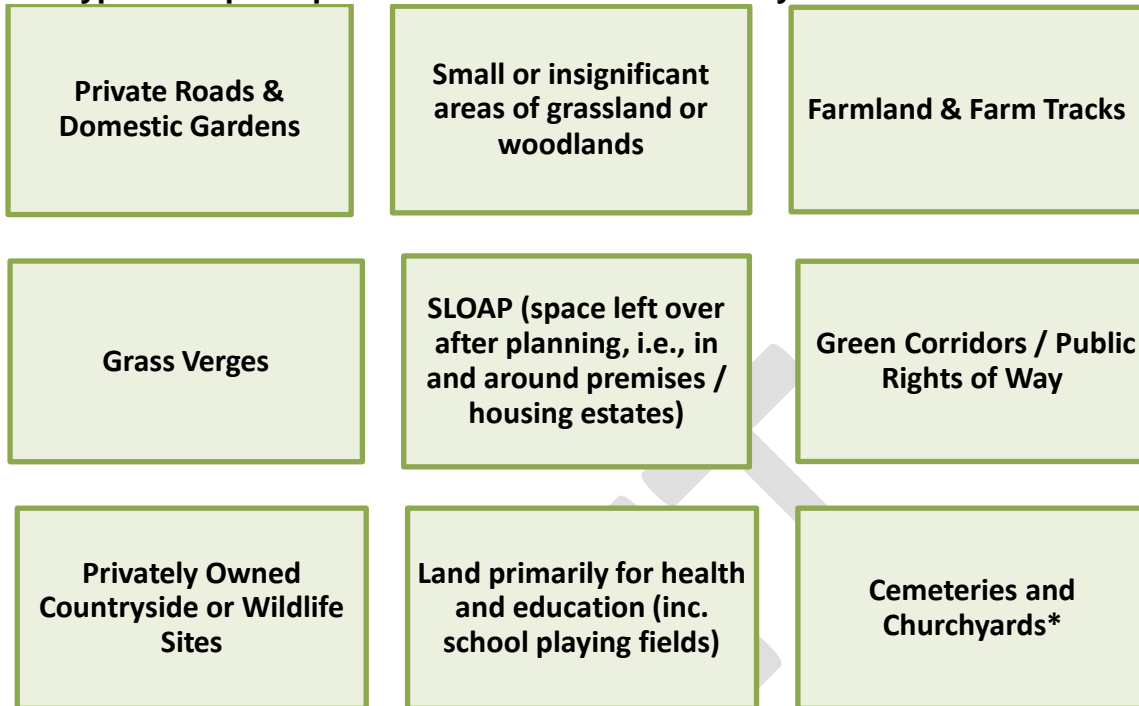 Private Roads &
Domestic Gardens
Small or insignificant
areas of grassland or
woodlands
Farmland & Farm Tracks
Grass Verges
SLOAP (space left over
after planning, i.e., in
and around premises /
housing estates)
Green Corridors / Public
Rights of Way
Privately Owned
Countryside or Wildlife
Sites
Land primarily for health
and education (inc.
school playing fields)
Cemeteries and
Churchyards*